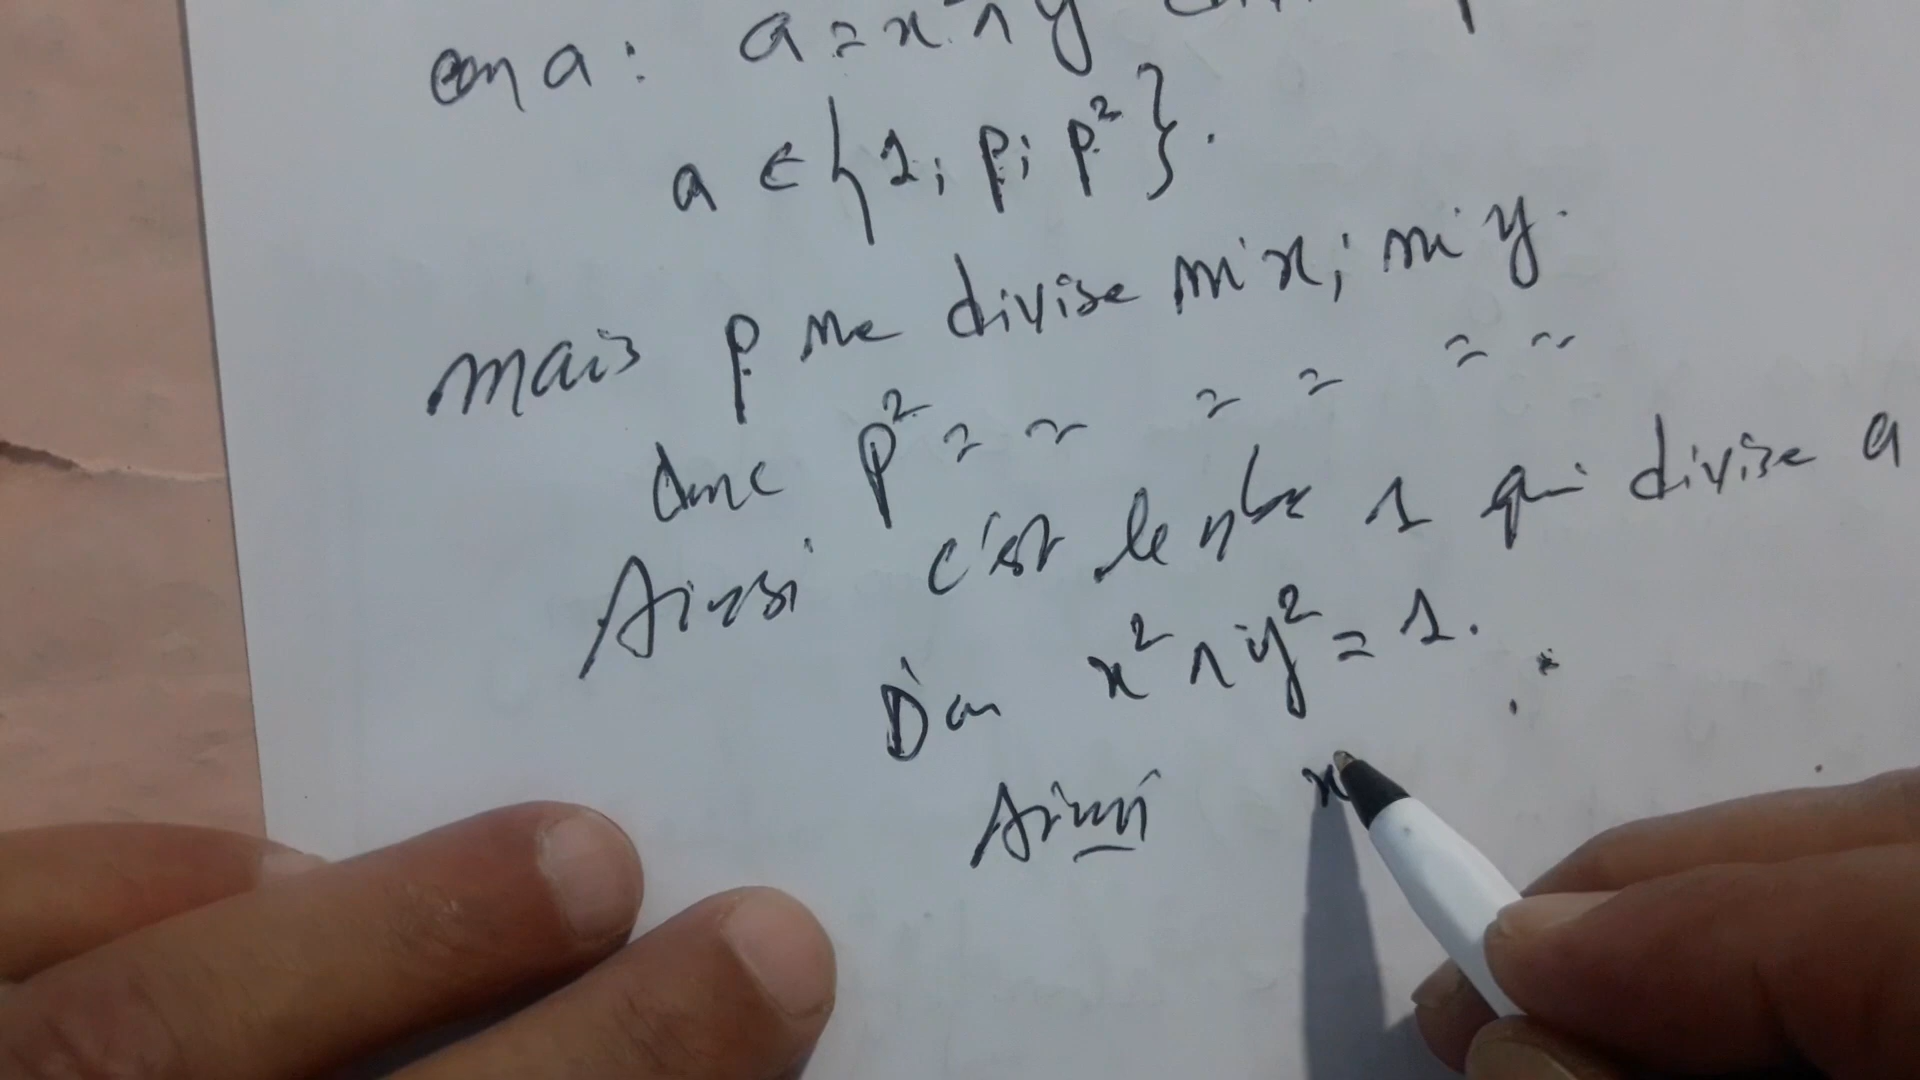 on a : a = x ∧ y
a ∈ {1; p; p²}.
mais p ne divise ni x; ni y.
donc p² = ~ = = = ~
Ainsi c'est le nbre 1 qui divise a
D'ou x² ∧ y² = 1.
Ainsi x